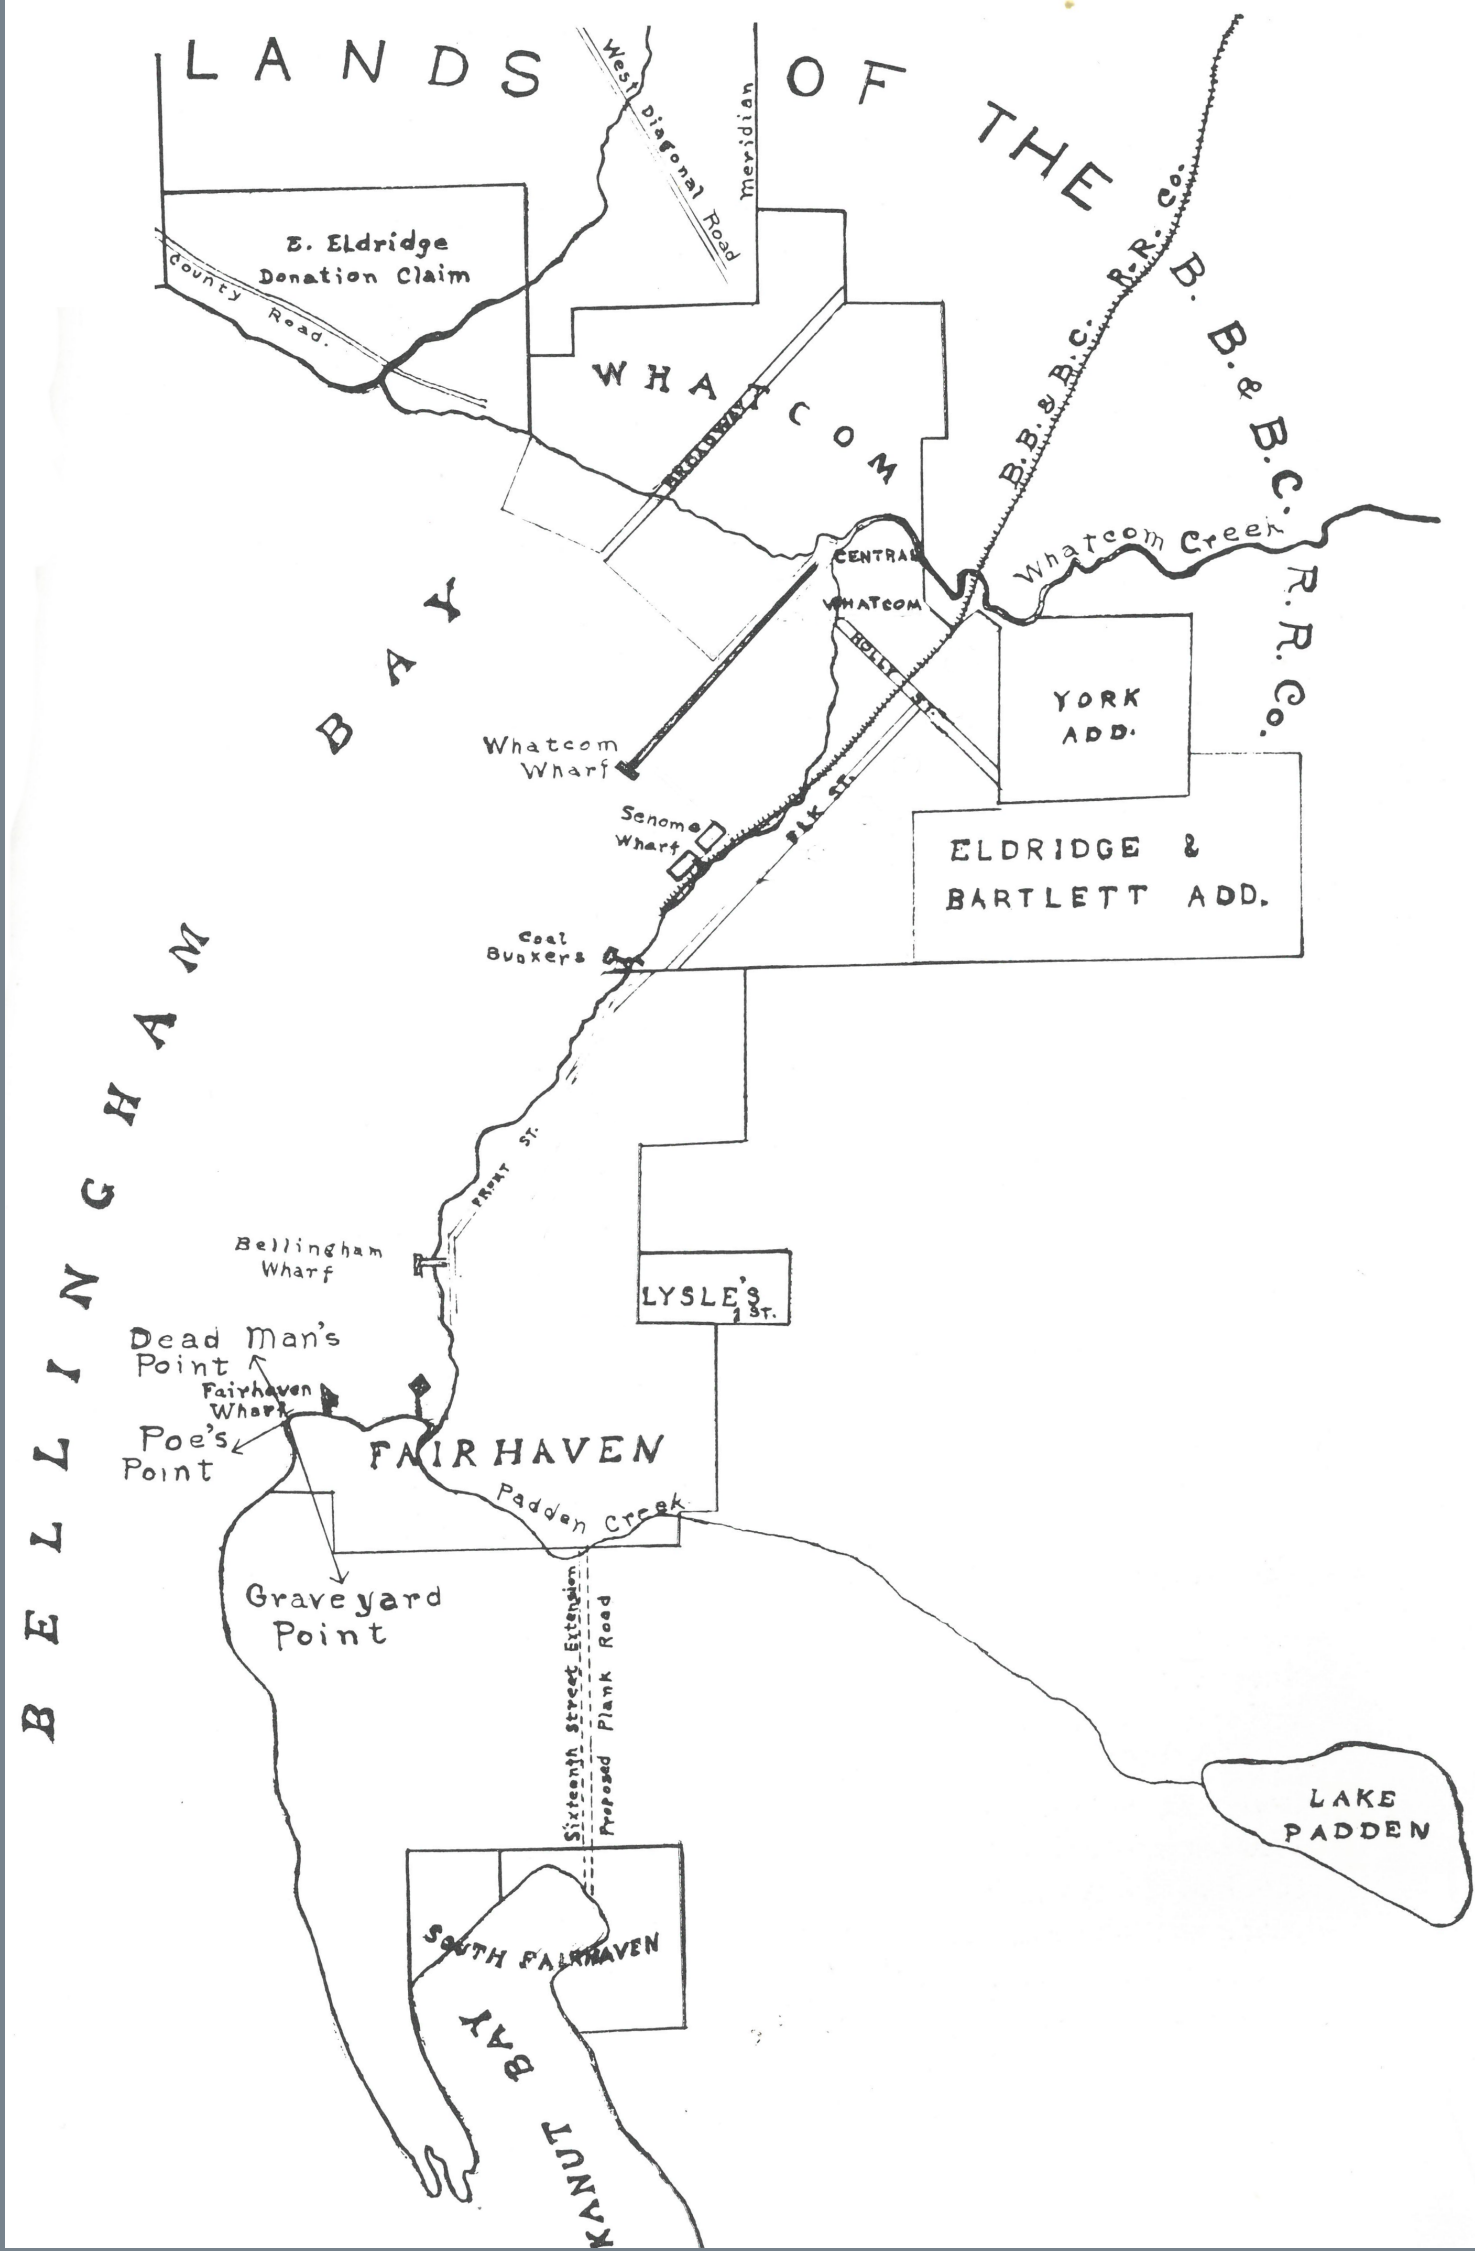 LANDS OF THE B. B. & B.C. R.R. Co.
West Diagonal Road
Meridian
E. Eldridge
Donation Claim
County Road.
WHATCOM
BROADWAY
B.B. & B.C. R.R. Co.
Whatcom Creek
CENTRAL
WHATCOM
HOLLY ST.
YORK
ADD.
Whatcom
Wharf
ELK ST.
Senome
Wharf
ELDRIDGE &
BARTLETT ADD.
Coal
Bunkers
FRONT ST.
BELLINGHAM BAY
Bellingham
Wharf
LYSLE'S
1 ST.
Dead Man's
Point
Fairhaven
Wharf
Poe's
Point
FAIRHAVEN
Padden Creek
Graveyard
Point
Sixteenth Street Extension
Proposed Plank Road
LAKE
PADDEN
SOUTH FAIRHAVEN
KANUT BAY